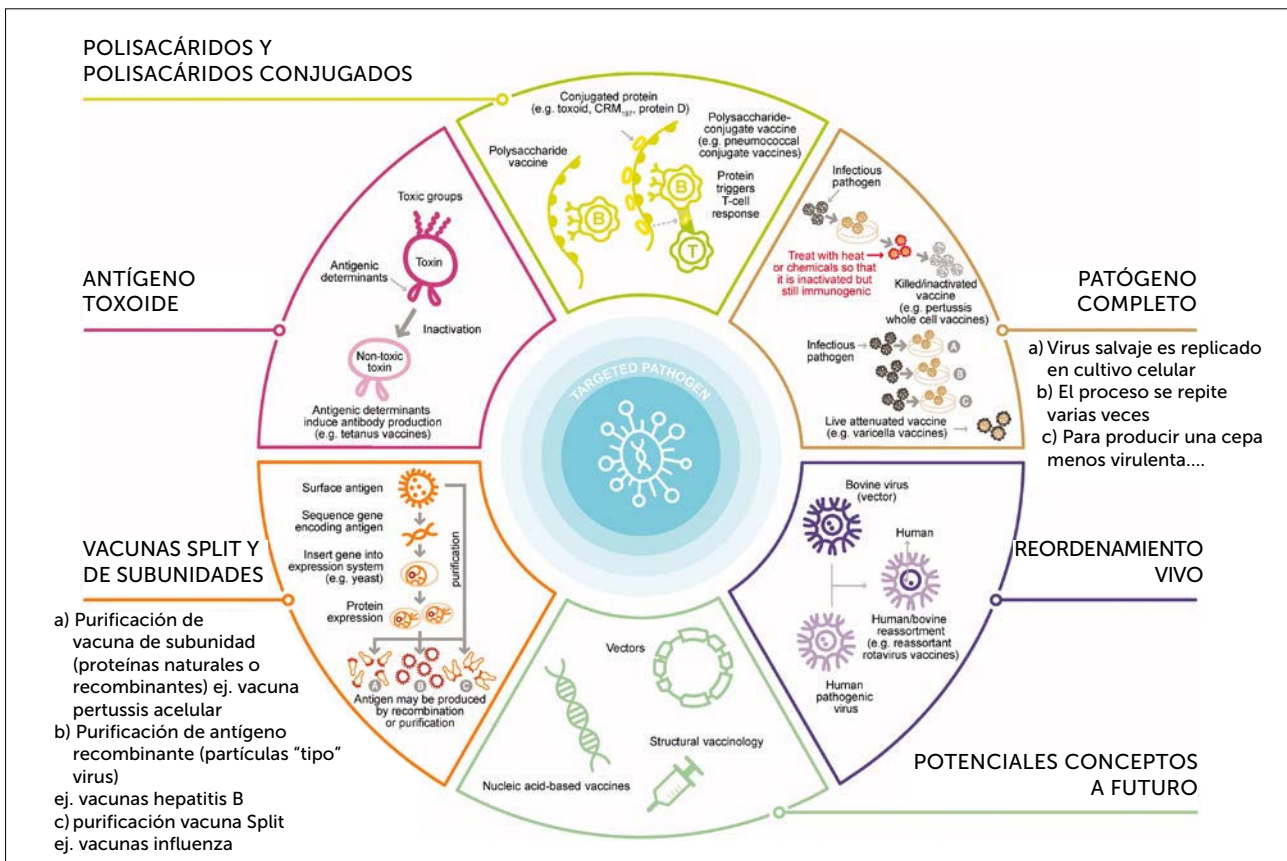 POLISACÁRIDOS Y
POLISACÁRIDOS CONJUGADOS
Conjugated protein
(e.g. toxoid, CRM197, protein D)
Polysaccharide
vaccine
Polysaccharide-
conjugate vaccine
(e.g. pneumococcal
conjugate vaccines)
Protein
triggers
T-cell
response
B
B
T
ANTÍGENO
TOXOIDE
Toxic groups
Toxin
Antigenic
determinants
Inactivation
Non-toxic
toxin
Antigenic determinants
induce antibody production
(e.g. tetanus vaccines)
PATÓGENO
COMPLETO
Infectious
pathogen
Treat with heat
or chemicals so that
it is inactivated but
still immunogenic
Killed/inactivated
vaccine
(e.g. pertussis
whole cell vaccines)
Infectious
pathogen
A
B
C
Live attenuated vaccine
(e.g. varicella vaccines)
a) Virus salvaje es replicado
en cultivo celular
b) El proceso se repite
varias veces
c) Para producir una cepa
menos virulenta....
TARGETED PATHOGEN
VACUNAS SPLIT Y
DE SUBUNIDADES
Surface antigen
Sequence gene
encoding antigen
Insert gene into
expression system
(e.g. yeast)
Protein
expression
purification
A
B
C
Antigen may be produced
by recombination
or purification
a) Purificación de
vacuna de subunidad
(proteínas naturales o
recombinantes) ej. vacuna
pertussis acelular
b) Purificación de antígeno
recombinante (partículas “tipo”
virus)
ej. vacunas hepatitis B
c) purificación vacuna Split
ej. vacunas influenza
REORDENAMIENTO
VIVO
Bovine virus
(vector)
Human
Human/bovine
reassortment
(e.g. reassortant
rotavirus vaccines)
Human
pathogenic
virus
POTENCIALES CONCEPTOS
A FUTURO
Vectors
Structural vaccinology
Nucleic acid-based vaccines